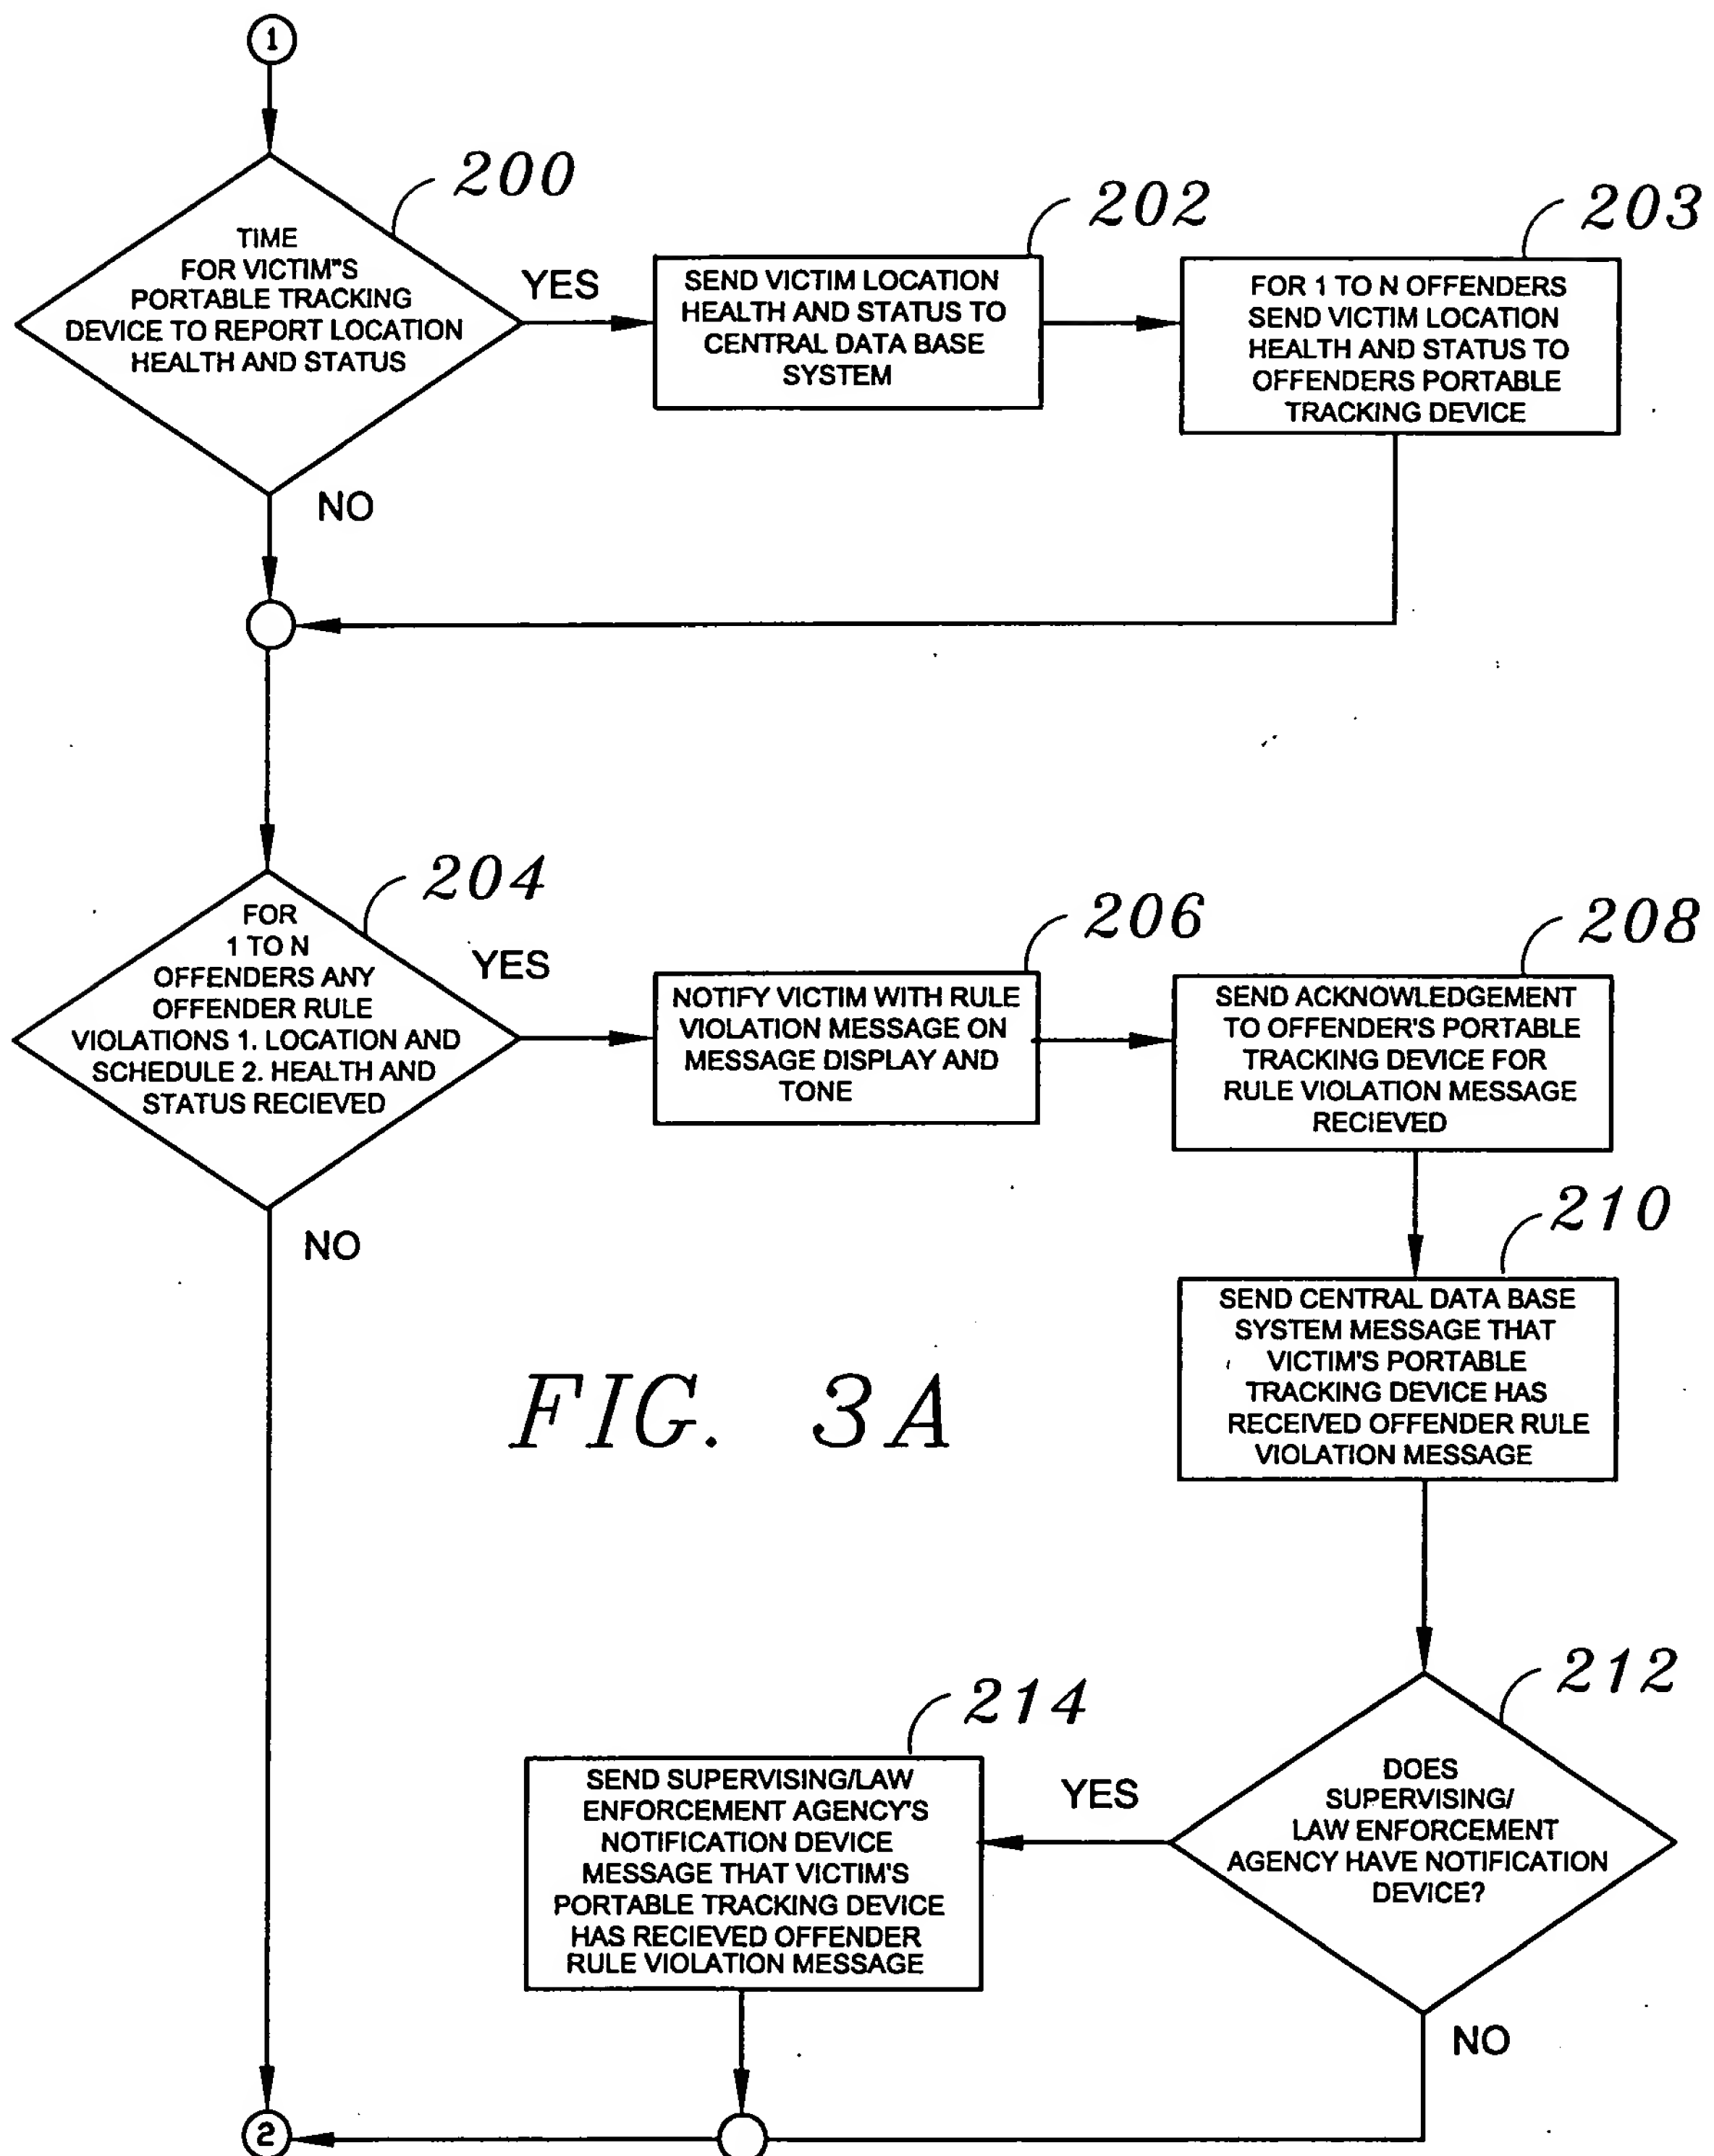 1
200
TIME
FOR VICTIM"S
PORTABLE TRACKING
DEVICE TO REPORT LOCATION
HEALTH AND STATUS
YES
NO
202
SEND VICTIM LOCATION
HEALTH AND STATUS TO
CENTRAL DATA BASE
SYSTEM
203
FOR 1 TO N OFFENDERS
SEND VICTIM LOCATION
HEALTH AND STATUS TO
OFFENDERS PORTABLE
TRACKING DEVICE
204
FOR
1 TO N
OFFENDERS ANY
OFFENDER RULE
VIOLATIONS 1. LOCATION AND
SCHEDULE 2. HEALTH AND
STATUS RECIEVED
YES
NO
206
NOTIFY VICTIM WITH RULE
VIOLATION MESSAGE ON
MESSAGE DISPLAY AND
TONE
208
SEND ACKNOWLEDGEMENT
TO OFFENDER'S PORTABLE
TRACKING DEVICE FOR
RULE VIOLATION MESSAGE
RECIEVED
210
SEND CENTRAL DATA BASE
SYSTEM MESSAGE THAT
VICTIM'S PORTABLE
TRACKING DEVICE HAS
RECEIVED OFFENDER RULE
VIOLATION MESSAGE
FIG. 3A
212
DOES
SUPERVISING/
LAW ENFORCEMENT
AGENCY HAVE NOTIFICATION
DEVICE?
YES
NO
214
SEND SUPERVISING/LAW
ENFORCEMENT AGENCY'S
NOTIFICATION DEVICE
MESSAGE THAT VICTIM'S
PORTABLE TRACKING DEVICE
HAS RECIEVED OFFENDER
RULE VIOLATION MESSAGE
2